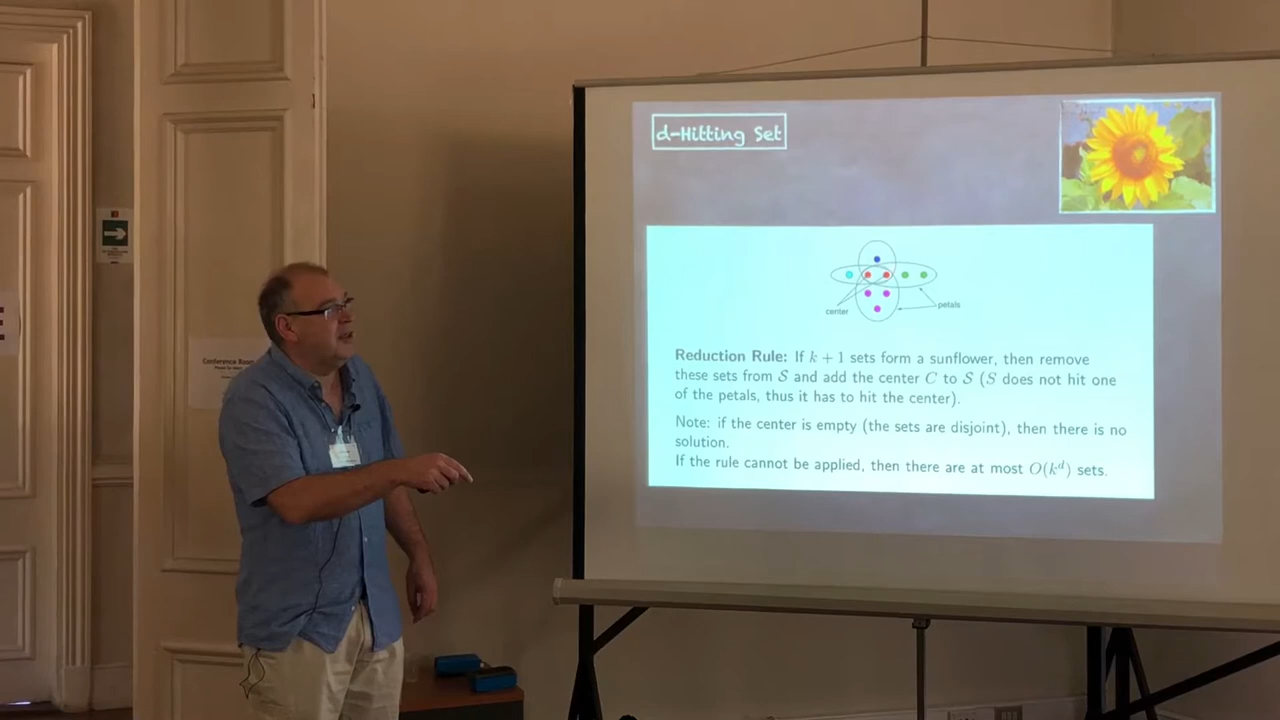 d-Hitting Set
center
petals
Reduction Rule: If k + 1 sets form a sunflower, then remove
these sets from S and add the center C to S (S does not hit one
of the petals, thus it has to hit the center).
Note: if the center is empty (the sets are disjoint), then there is no
solution.
If the rule cannot be applied, then there are at most O(k^d) sets.
Conference Room